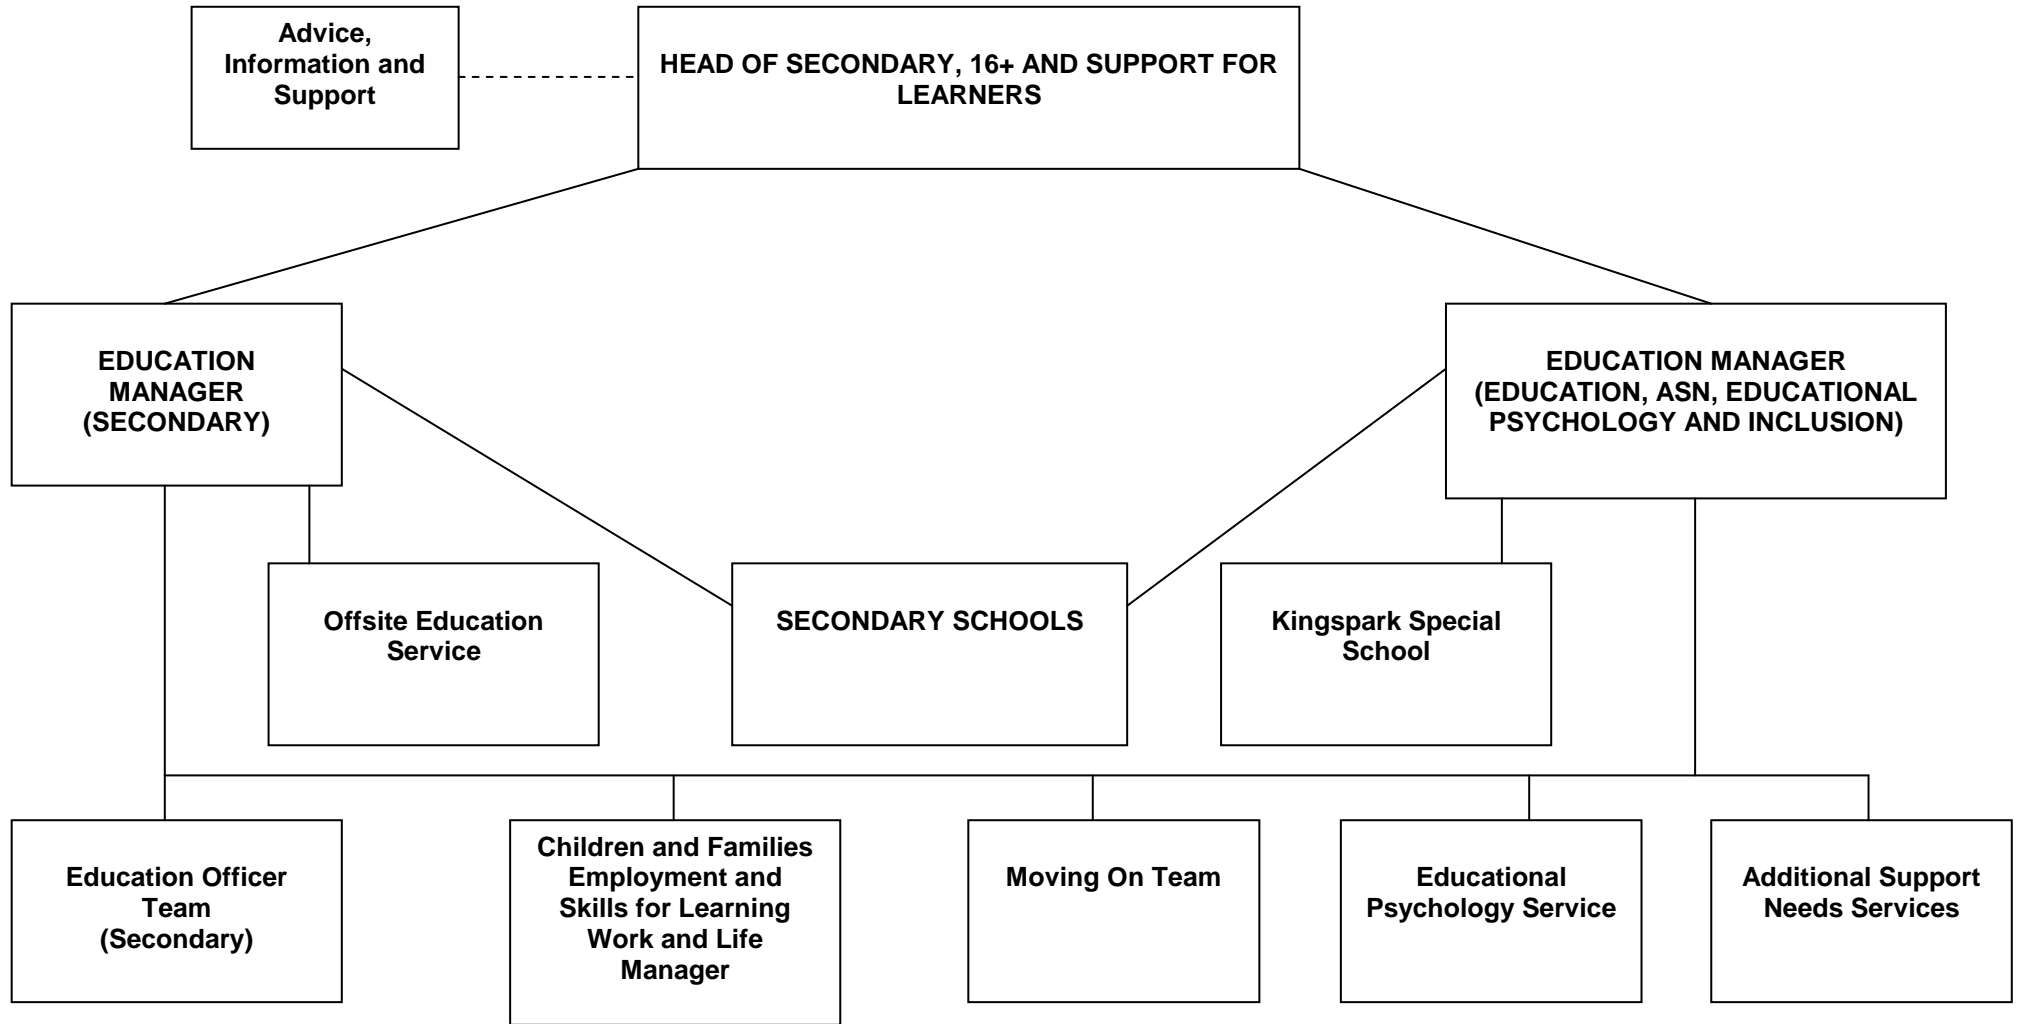 Advice,
Information and
Support
HEAD OF SECONDARY, 16+ AND SUPPORT FOR
LEARNERS
EDUCATION
MANAGER
(SECONDARY)
EDUCATION MANAGER
(EDUCATION, ASN, EDUCATIONAL
PSYCHOLOGY AND INCLUSION)
Offsite Education
Service
SECONDARY SCHOOLS
Kingspark Special
School
Education Officer
Team
(Secondary)
Children and Families
Employment and
Skills for Learning
Work and Life
Manager
Moving On Team
Educational
Psychology Service
Additional Support
Needs Services